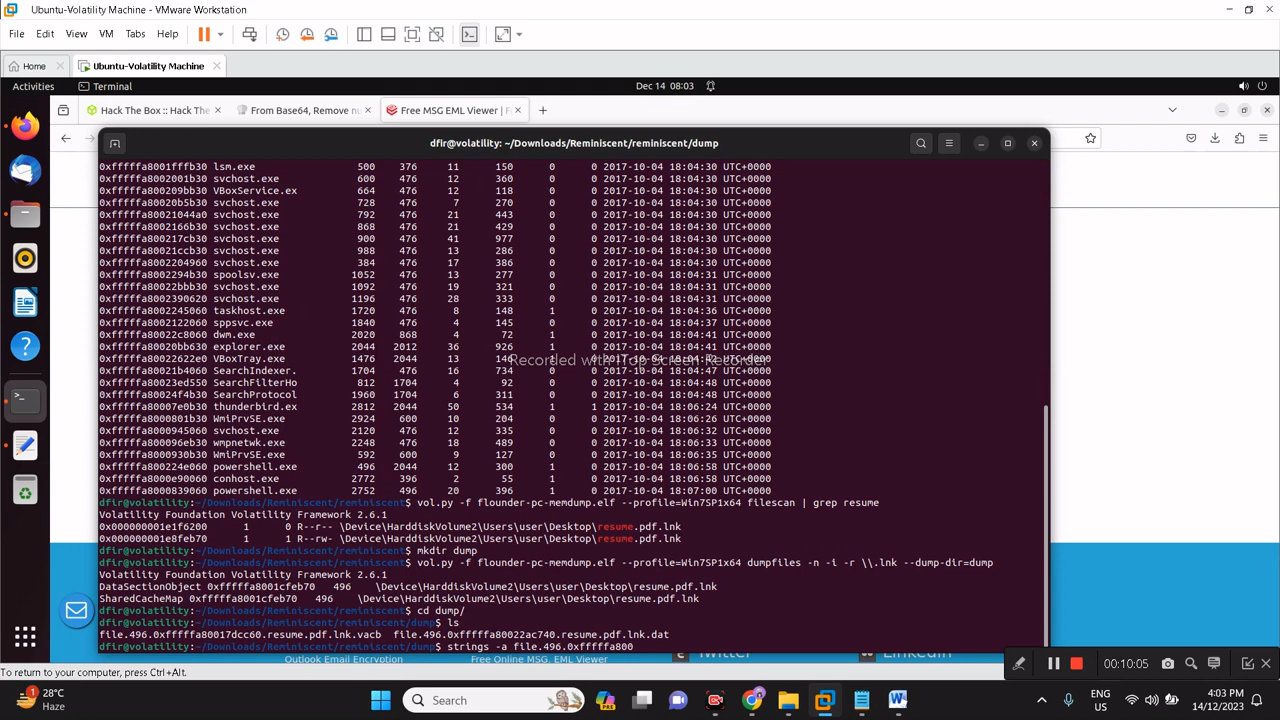 Ubuntu-Volatility Machine - VMware Workstation
File Edit View VM Tabs Help
Home Ubuntu-Volatility Machine
Activities Terminal Dec 14 08:03
Hack The Box :: Hack The From Base64, Remove nu Free MSG EML Viewer | F
dfir@volatility: ~/Downloads/Reminiscent/reminiscent/dump
0xfffffa8001fffb30 lsm.exe 500 376 11 150 0 0 2017-10-04 18:04:30 UTC+0000
0xfffffa8002001b30 svchost.exe 600 476 12 360 0 0 2017-10-04 18:04:30 UTC+0000
0xfffffa800209bb30 VBoxService.ex 664 476 12 118 0 0 2017-10-04 18:04:30 UTC+0000
0xfffffa80020b5b30 svchost.exe 728 476 7 270 0 0 2017-10-04 18:04:30 UTC+0000
0xfffffa80021044a0 svchost.exe 792 476 21 443 0 0 2017-10-04 18:04:30 UTC+0000
0xfffffa8002166b30 svchost.exe 868 476 21 429 0 0 2017-10-04 18:04:30 UTC+0000
0xfffffa800217cb30 svchost.exe 900 476 41 977 0 0 2017-10-04 18:04:30 UTC+0000
0xfffffa80021ccb30 svchost.exe 988 476 13 286 0 0 2017-10-04 18:04:30 UTC+0000
0xfffffa8002204960 svchost.exe 384 476 17 386 0 0 2017-10-04 18:04:30 UTC+0000
0xfffffa8002294b30 spoolsv.exe 1052 476 13 277 0 0 2017-10-04 18:04:31 UTC+0000
0xfffffa80022bbb30 svchost.exe 1092 476 19 321 0 0 2017-10-04 18:04:31 UTC+0000
0xfffffa8002390620 svchost.exe 1196 476 28 333 0 0 2017-10-04 18:04:31 UTC+0000
0xfffffa8002245060 taskhost.exe 1720 476 8 148 1 0 2017-10-04 18:04:36 UTC+0000
0xfffffa8002122060 sppsvc.exe 1840 476 4 145 0 0 2017-10-04 18:04:37 UTC+0000
0xfffffa80022c8060 dwm.exe 2020 868 4 72 1 0 2017-10-04 18:04:41 UTC+0000
0xfffffa80020bb630 explorer.exe 2044 2012 36 926 1 0 2017-10-04 18:04:41 UTC+0000
0xfffffa80022622e0 VBoxTray.exe 1476 2044 13 146 0 2017-10-04 18:04:42 UTC+0000
Recorded with iTop Screen Recorder
0xfffffa80021b4060 SearchIndexer. 1704 476 16 734 0 0 2017-10-04 18:04:47 UTC+0000
0xfffffa80023ed550 SearchFilterHo 812 1704 4 92 0 0 2017-10-04 18:04:48 UTC+0000
0xfffffa80024f4b30 SearchProtocol 1960 1704 6 311 0 0 2017-10-04 18:04:48 UTC+0000
0xfffffa80007e0b30 thunderbird.ex 2812 2044 50 534 1 1 2017-10-04 18:06:24 UTC+0000
0xfffffa8000801b30 WmiPrvSE.exe 2924 600 10 204 0 0 2017-10-04 18:06:26 UTC+0000
0xfffffa8000945060 svchost.exe 2120 476 12 335 0 0 2017-10-04 18:06:32 UTC+0000
0xfffffa800096eb30 wmpnetwk.exe 2248 476 18 489 0 0 2017-10-04 18:06:33 UTC+0000
0xfffffa8000930b30 WmiPrvSE.exe 592 600 9 127 0 0 2017-10-04 18:06:35 UTC+0000
0xfffffa800224e060 powershell.exe 496 2044 12 300 1 0 2017-10-04 18:06:58 UTC+0000
0xfffffa8000e90060 conhost.exe 2772 396 2 55 1 0 2017-10-04 18:06:58 UTC+0000
0xfffffa8000839060 powershell.exe 2752 496 20 396 1 0 2017-10-04 18:07:00 UTC+0000
dfir@volatility:~/Downloads/Reminiscent/reminiscent$ vol.py -f flounder-pc-memdump.elf --profile=Win7SP1x64 filescan | grep resume
Volatility Foundation Volatility Framework 2.6.1
0x000000001e1f6200 1 0 R--r-- \Device\HarddiskVolume2\Users\user\Desktop\resume.pdf.lnk
0x000000001e8feb70 1 1 R--rw- \Device\HarddiskVolume2\Users\user\Desktop\resume.pdf.lnk
dfir@volatility:~/Downloads/Reminiscent/reminiscent$ mkdir dump
dfir@volatility:~/Downloads/Reminiscent/reminiscent$ vol.py -f flounder-pc-memdump.elf --profile=Win7SP1x64 dumpfiles -n -i -r \\.lnk --dump-dir=dump
Volatility Foundation Volatility Framework 2.6.1
DataSectionObject 0xfffffa8001cfeb70 496 \Device\HarddiskVolume2\Users\user\Desktop\resume.pdf.lnk
SharedCacheMap 0xfffffa8001cfeb70 496 \Device\HarddiskVolume2\Users\user\Desktop\resume.pdf.lnk
dfir@volatility:~/Downloads/Reminiscent/reminiscent$ cd dump/
dfir@volatility:~/Downloads/Reminiscent/reminiscent/dump$ ls
file.496.0xfffffa80017dcc60.resume.pdf.lnk.vacb file.496.0xfffffa80022ac740.resume.pdf.lnk.dat
dfir@volatility:~/Downloads/Reminiscent/reminiscent/dump$ strings -a file.496.0xfffffa800
Outlook Email Encryption Free Online MSG, EML Viewer Twitter LinkedIn
To return to your computer, press Ctrl+Alt.
00:10:05
28°C
Haze
Search
PRE
ENG
US
4:03 PM
14/12/2023